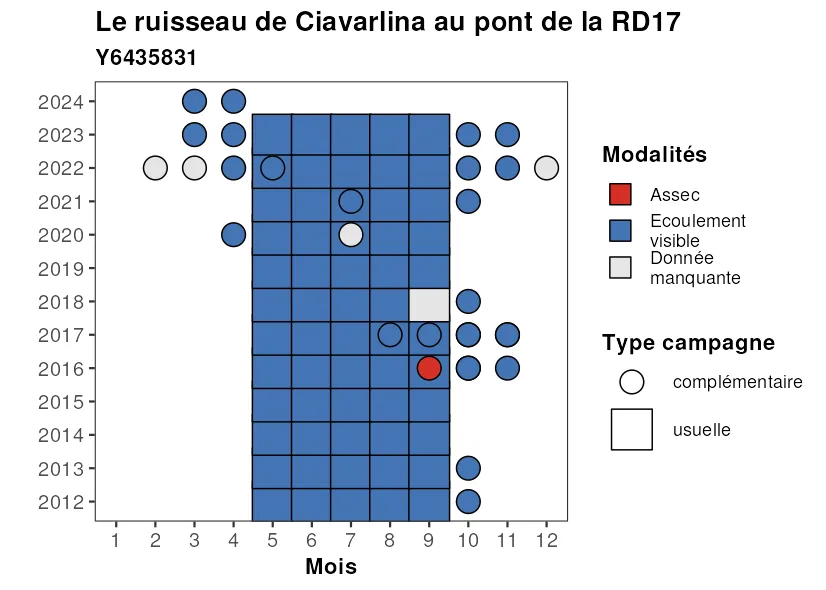 Le ruisseau de Ciavarlina au pont de la RD17
Y6435831
2024
2023
2022
2021
2020
2019
2018
2017
2016
2015
2014
2013
2012
1 2 3 4 5 6 7 8 9 10 11 12
Mois
Modalités
Assec
Ecoulement
visible
Donnée
manquante
Type campagne
complémentaire
usuelle